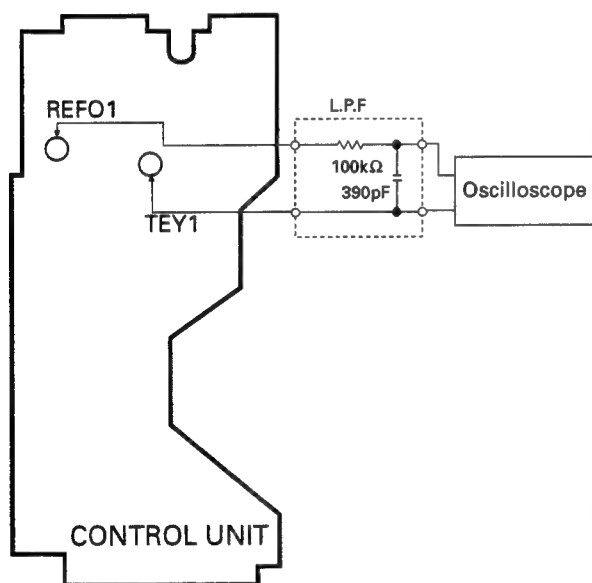 L.P.F
REFO1
100kΩ
390pF
Oscilloscope
TEY1
CONTROL UNIT